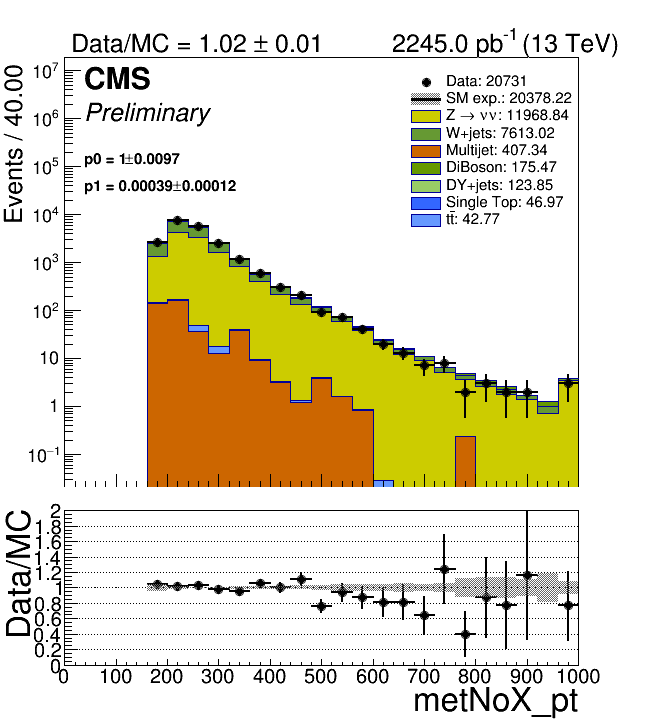 Data/MC = 1.02 ± 0.01 2245.0 pb⁻¹ (13 TeV)
Events / 40.00
10⁷
10⁶
10⁵
10⁴
10³
10²
10
1
10⁻¹
CMS
Preliminary
p0 = 1±0.0097
p1 = 0.00039±0.00012
Data: 20731
SM exp.: 20378.22
Z → νν: 11968.84
W+jets: 7613.02
Multijet: 407.34
DiBoson: 175.47
DY+jets: 123.85
Single Top: 46.97
tt̄: 42.77
Data/MC
2
1.8
1.6
1.4
1.2
1
0.8
0.6
0.4
0.2
0
0 100 200 300 400 500 600 700 800 900 1000
metNoX_pt